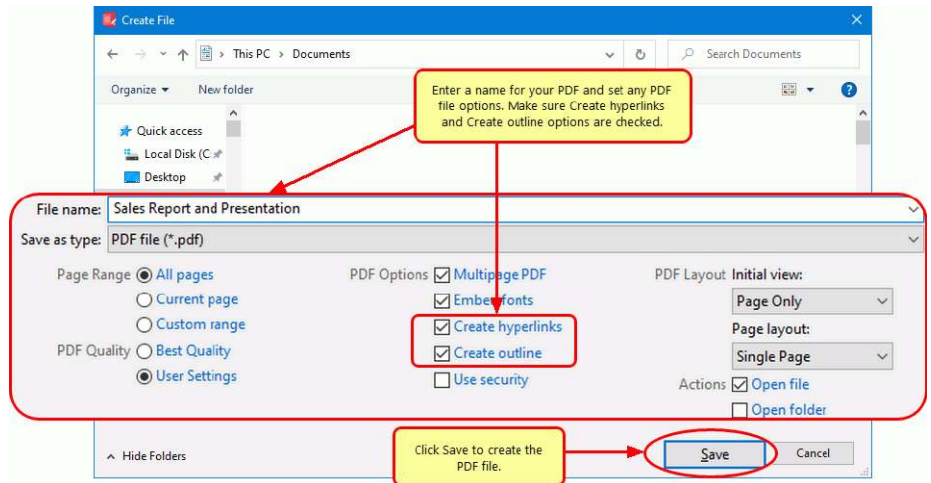 Create File
This PC > Documents
Search Documents
Organize
New folder
Enter a name for your PDF and set any PDF
file options. Make sure Create hyperlinks
and Create outline options are checked.
Quick access
Local Disk (C
Desktop
File name: Sales Report and Presentation
Save as type: PDF file (*.pdf)
Page Range All pages PDF Options Multipage PDF PDF Layout Initial view:
Current page Embed fonts Page Only
Custom range Create hyperlinks Page layout:
PDF Quality Best Quality Create outline Single Page
User Settings Use security Actions Open file
Open folder
Hide Folders
Click Save to create the
PDF file.
Save Cancel